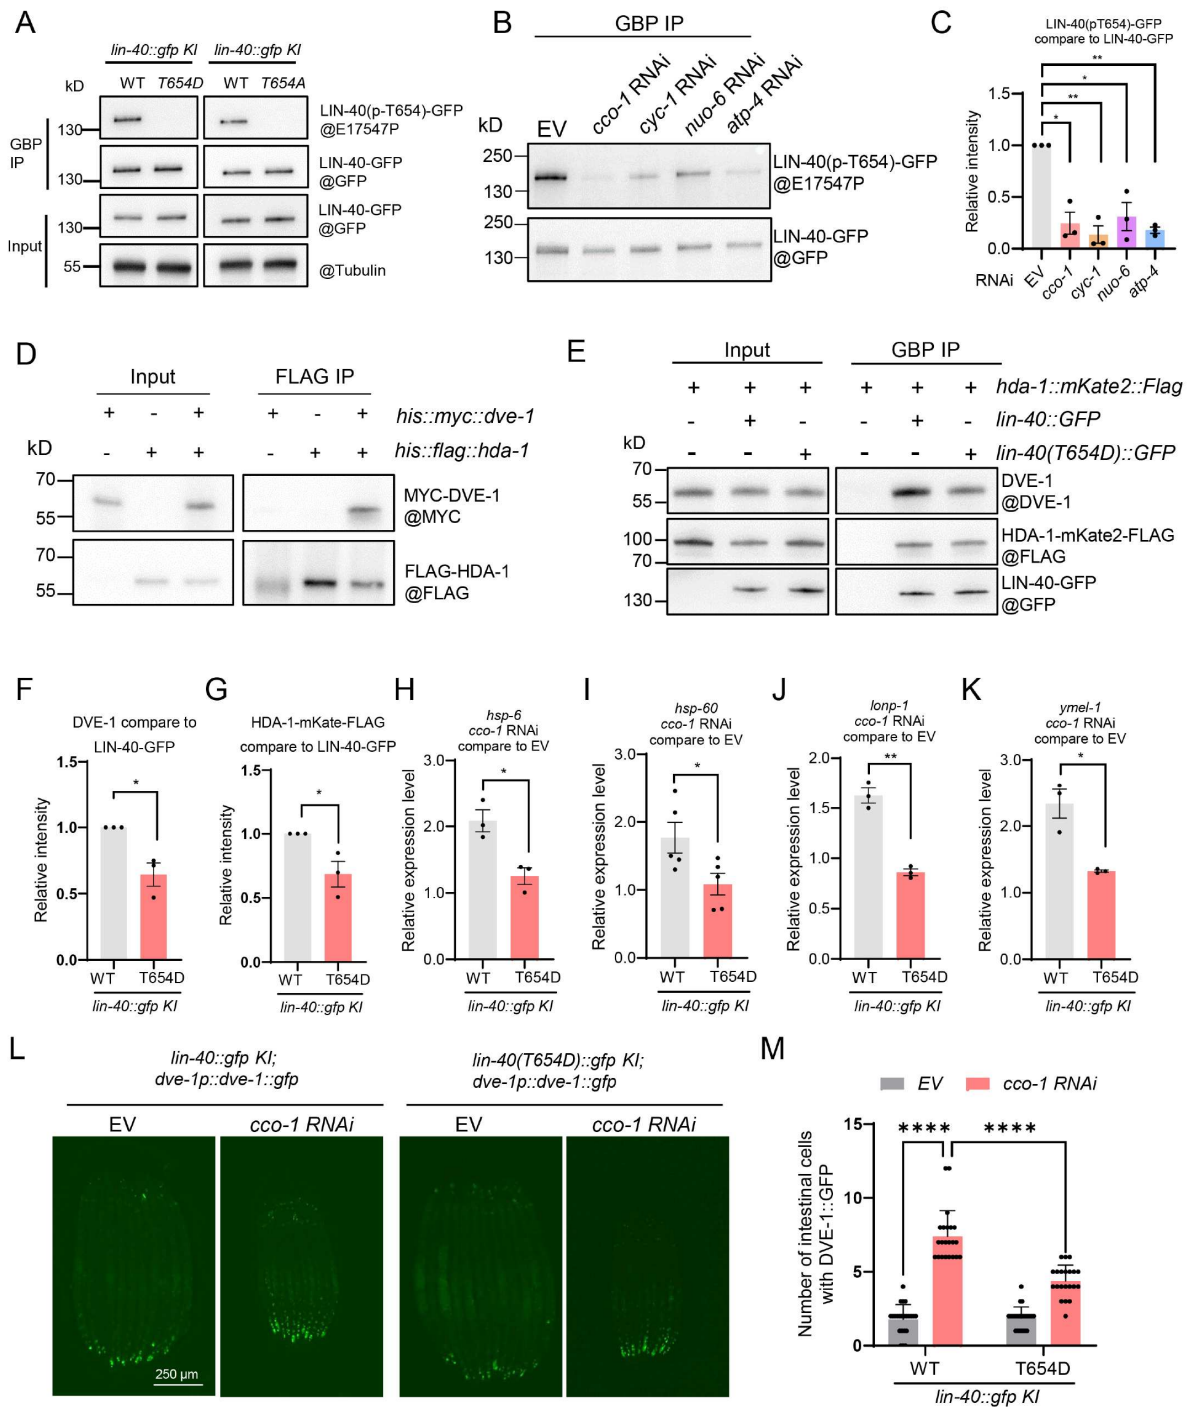 A
lin-40::gfp KI
lin-40::gfp KI
kD
WT
T654D
WT
T654A
GBP
IP
130
LIN-40(p-T654)-GFP
@E17547P
130
LIN-40-GFP
@GFP
Input
130
LIN-40-GFP
@GFP
55
@Tubulin
B
GBP IP
kD
EV
cco-1 RNAi
cyc-1 RNAi
nuo-6 RNAi
atp-4 RNAi
250
130
LIN-40(p-T654)-GFP
@E17547P
250
130
LIN-40-GFP
@GFP
C
LIN-40(pT654)-GFP
compare to LIN-40-GFP
**
*
**
*
Relative intensity
1.5
1.0
0.5
0.0
RNAi
EV
cco-1
cyc-1
nuo-6
atp-4
D
Input
FLAG IP
+ - + + - + his::myc::dve-1
- + + - + + his::flag::hda-1
kD
70
55
MYC-DVE-1
@MYC
70
55
FLAG-HDA-1
@FLAG
E
Input
GBP IP
+ + + + + + hda-1::mKate2::Flag
- + - - + - lin-40::GFP
- - + - - + lin-40(T654D)::GFP
kD
70
55
DVE-1
@DVE-1
100
70
HDA-1-mKate2-FLAG
@FLAG
130
LIN-40-GFP
@GFP
F
DVE-1 compare to
LIN-40-GFP
*
Relative intensity
1.5
1.0
0.5
0.0
WT
T654D
lin-40::gfp KI
G
HDA-1-mKate-FLAG
compare to LIN-40-GFP
*
Relative intensity
1.5
1.0
0.5
0.0
WT
T654D
lin-40::gfp KI
H
hsp-6
cco-1 RNAi
compare to EV
*
Relative expression level
3.0
2.0
1.0
0.0
WT
T654D
lin-40::gfp KI
I
hsp-60
cco-1 RNAi
compare to EV
*
Relative expression level
3.0
2.0
1.0
0.0
WT
T654D
lin-40::gfp KI
J
lonp-1
cco-1 RNAi
compare to EV
**
Relative expression level
2.0
1.5
1.0
0.5
0.0
WT
T654D
lin-40::gfp KI
K
ymel-1
cco-1 RNAi
compare to EV
*
Relative expression level
3.0
2.0
1.0
0.0
WT
T654D
lin-40::gfp KI
L
lin-40::gfp KI;
dve-1p::dve-1::gfp
lin-40(T654D)::gfp KI;
dve-1p::dve-1::gfp
EV
cco-1 RNAi
EV
cco-1 RNAi
250 µm
M
EV
cco-1 RNAi
****
****
Number of intestinal cells
with DVE-1::GFP
15
10
5
0
WT
T654D
lin-40::gfp KI